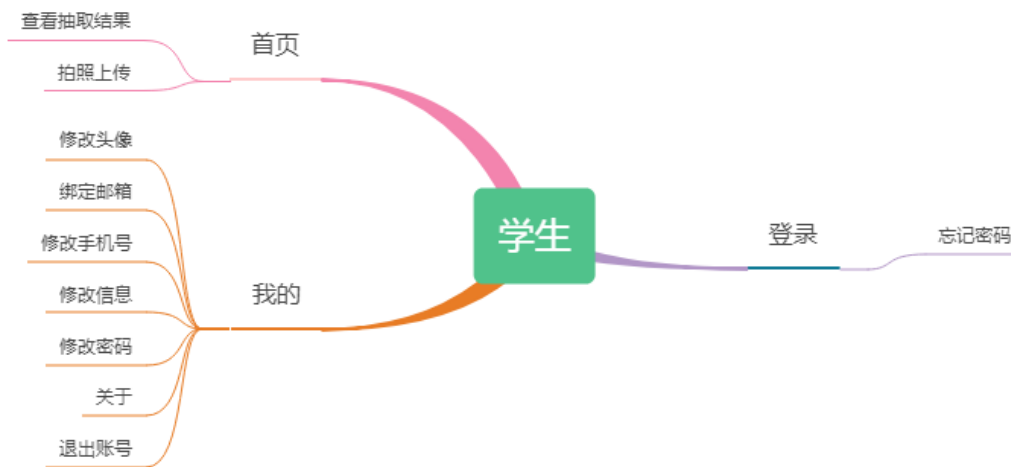 查看抽取结果
首页
拍照上传
修改头像
绑定邮箱
修改手机号
我的
修改信息
修改密码
关于
退出账号
学生
登录
忘记密码